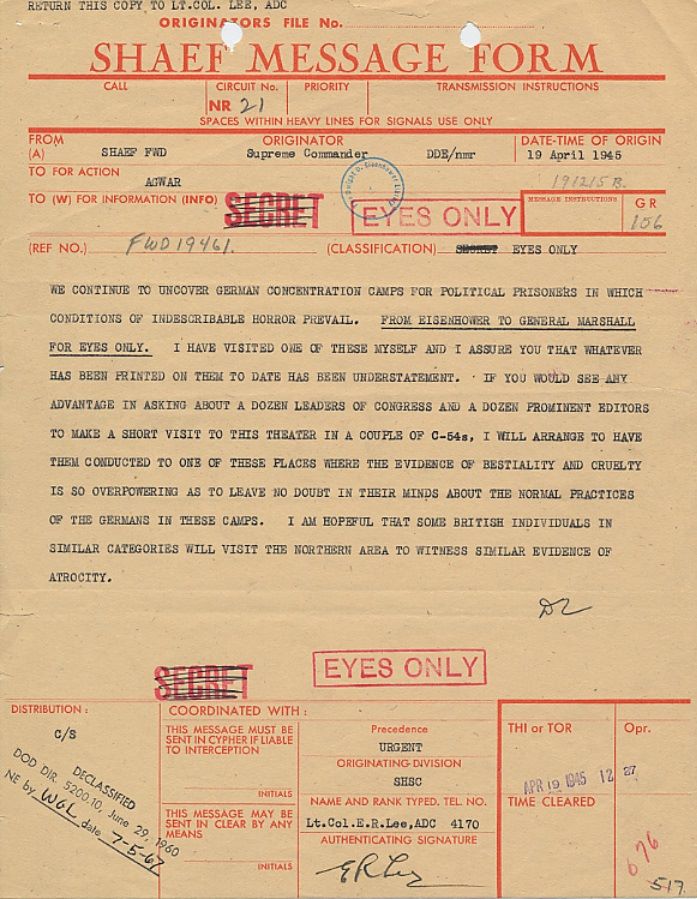 RETURN THIS COPY TO LT.COL. LEE, ADC
ORIGINATORS FILE No.
SHAEF MESSAGE FORM
CALL CIRCUIT No. PRIORITY TRANSMISSION INSTRUCTIONS
NR 21
SPACES WITHIN HEAVY LINES FOR SIGNALS USE ONLY
FROM ORIGINATOR DATE-TIME OF ORIGIN
(A) SHAEF FWD Supreme Commander DDE/nmr 19 April 1945
TO FOR ACTION AGWAR
191215B.
TO (W) FOR INFORMATION (INFO) SECRET EYES ONLY MESSAGE INSTRUCTIONS GR
156
Dwight D. Eisenhower Library
(REF NO.) FWD 19461. (CLASSIFICATION) SECRET EYES ONLY
WE CONTINUE TO UNCOVER GERMAN CONCENTRATION CAMPS FOR POLITICAL PRISONERS IN WHICH
CONDITIONS OF INDESCRIBABLE HORROR PREVAIL. FROM EISENHOWER TO GENERAL MARSHALL
FOR EYES ONLY. I HAVE VISITED ONE OF THESE MYSELF AND I ASSURE YOU THAT WHATEVER
HAS BEEN PRINTED ON THEM TO DATE HAS BEEN UNDERSTATEMENT. IF YOU WOULD SEE ANY
ADVANTAGE IN ASKING ABOUT A DOZEN LEADERS OF CONGRESS AND A DOZEN PROMINENT EDITORS
TO MAKE A SHORT VISIT TO THIS THEATER IN A COUPLE OF C-54s, I WILL ARRANGE TO HAVE
THEM CONDUCTED TO ONE OF THESE PLACES WHERE THE EVIDENCE OF BESTIALITY AND CRUELTY
IS SO OVERPOWERING AS TO LEAVE NO DOUBT IN THEIR MINDS ABOUT THE NORMAL PRACTICES
OF THE GERMANS IN THESE CAMPS. I AM HOPEFUL THAT SOME BRITISH INDIVIDUALS IN
SIMILAR CATEGORIES WILL VISIT THE NORTHERN AREA TO WITNESS SIMILAR EVIDENCE OF
ATROCITY.
SECRET EYES ONLY
DISTRIBUTION :
C/S
DECLASSIFIED
DOD DIR. 5200.10, June 29, 1960
NE by WGL date 7-5-67
COORDINATED WITH :
THIS MESSAGE MUST BE
SENT IN CYPHER IF LIABLE
TO INTERCEPTION
INITIALS
THIS MESSAGE MAY BE
SENT IN CLEAR BY ANY
MEANS
INITIALS
Precedence
URGENT
ORIGINATING DIVISION
SHSC
NAME AND RANK TYPED. TEL. NO.
Lt.Col.E.R.Lee,ADC 4170
AUTHENTICATING SIGNATURE
E R Lee
THI or TOR Opr.
APR 19 1945 12 27
TIME CLEARED
676
517.